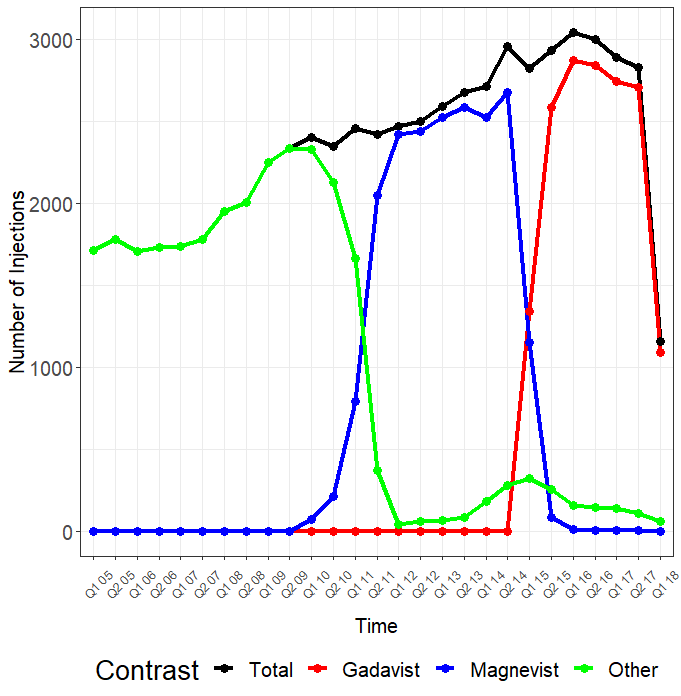 3000
2000
1000
0
Number of Injections
Q1 05 Q2 05 Q1 06 Q2 06 Q1 07 Q2 07 Q1 08 Q2 08 Q1 09 Q2 09 Q1 10 Q2 10 Q1 11 Q2 11 Q1 12 Q2 12 Q1 13 Q2 13 Q1 14 Q2 14 Q1 15 Q2 15 Q1 16 Q2 16 Q1 17 Q2 17 Q1 18
Time
Contrast Total Gadavist Magnevist Other